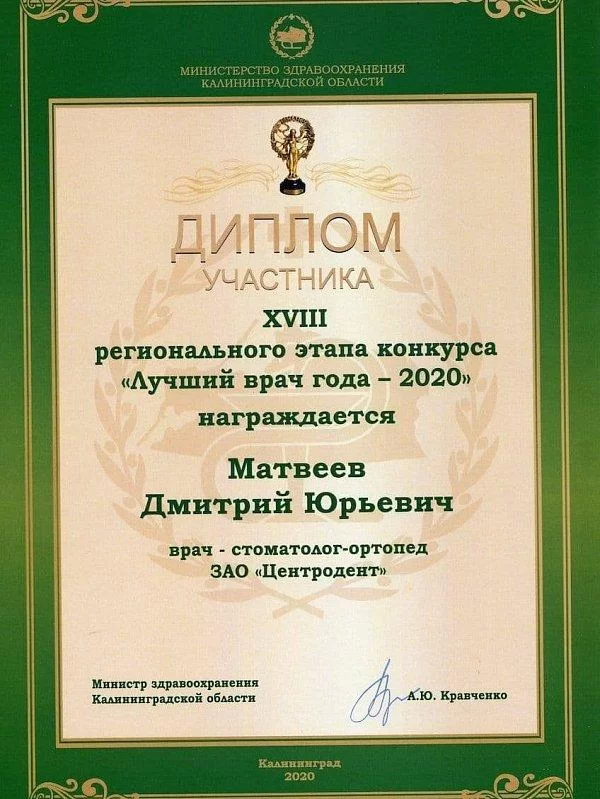 МИНИСТЕРСТВО ЗДРАВООХРАНЕНИЯ
КАЛИНИНГРАДСКОЙ ОБЛАСТИ
ДИПЛОМ
УЧАСТНИКА
XVIII
регионального этапа конкурса
«Лучший врач года – 2020»
награждается
Матвеев
Дмитрий Юрьевич
врач - стоматолог-ортопед
ЗАО «Центродент»
Министр здравоохранения
Калининградской области
А.Ю. Кравченко
Калининград
2020